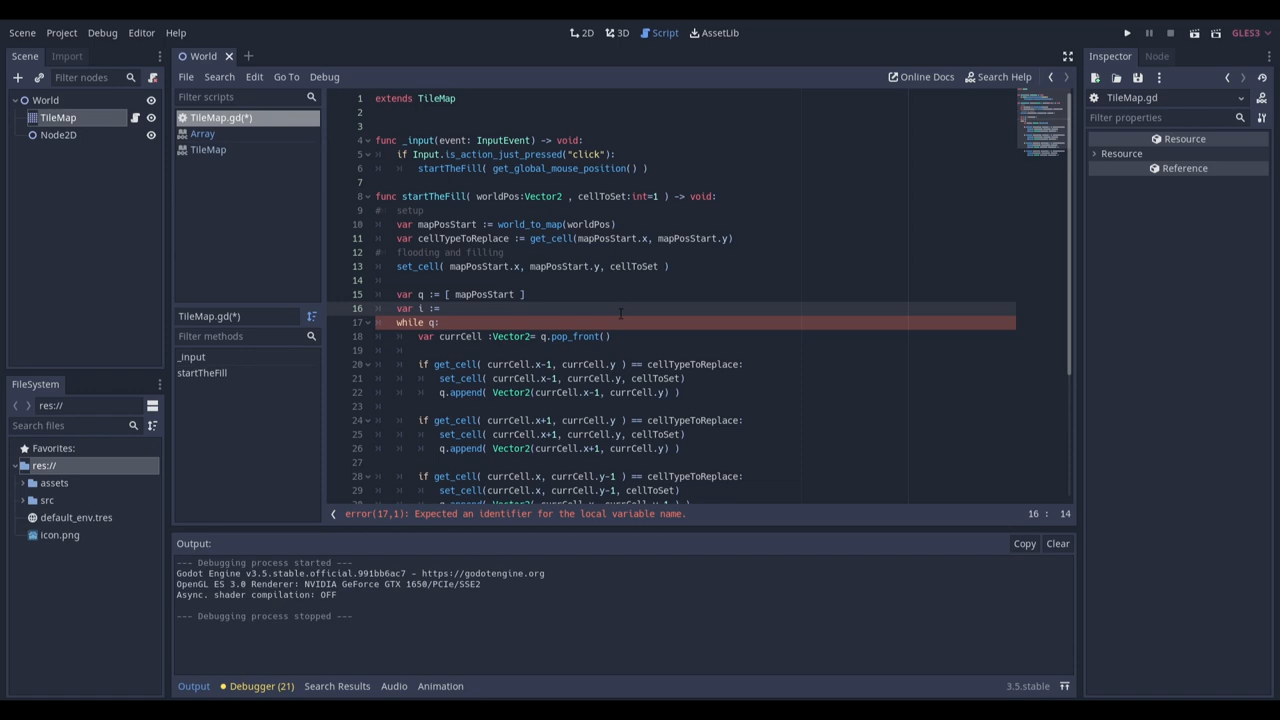 Scene Project Debug Editor Help
2D 3D Script AssetLib
GLES3
Scene Import
Filter nodes
World
TileMap
Node2D
FileSystem
res://
Search files
Favorites:
res://
assets
src
default_env.tres
icon.png
World
File Search Edit Go To Debug
Online Docs Search Help
Filter scripts
TileMap.gd(*)
Array
TileMap
TileMap.gd(*)
Filter methods
_input
startTheFill
1 extends TileMap
2
3
4 func _input(event: InputEvent) -> void:
5 if Input.is_action_just_pressed("click"):
6 startTheFill( get_global_mouse_position() )
7
8 func startTheFill( worldPos:Vector2 , cellToSet:int=1 ) -> void:
9 # setup
10 var mapPosStart := world_to_map(worldPos)
11 var cellTypeToReplace := get_cell(mapPosStart.x, mapPosStart.y)
12 # flooding and filling
13 set_cell( mapPosStart.x, mapPosStart.y, cellToSet )
14
15 var q := [ mapPosStart ]
16 var i :=
17 while q:
18 var currCell :Vector2= q.pop_front()
19
20 if get_cell( currCell.x-1, currCell.y ) == cellTypeToReplace:
21 set_cell( currCell.x-1, currCell.y, cellToSet)
22 q.append( Vector2(currCell.x-1, currCell.y) )
23
24 if get_cell( currCell.x+1, currCell.y ) == cellTypeToReplace:
25 set_cell( currCell.x+1, currCell.y, cellToSet)
26 q.append( Vector2(currCell.x+1, currCell.y) )
27
28 if get_cell( currCell.x, currCell.y-1 ) == cellTypeToReplace:
29 set_cell(currCell.x, currCell.y-1, cellToSet)
error(17,1): Expected an identifier for the local variable name.
16 : 14
Output:
Copy Clear
--- Debugging process started ---
Godot Engine v3.5.stable.official.991bb6ac7 - https://godotengine.org
OpenGL ES 3.0 Renderer: NVIDIA GeForce GTX 1650/PCIe/SSE2
Async. shader compilation: OFF
--- Debugging process stopped ---
Output Debugger (21) Search Results Audio Animation
3.5.stable
Inspector Node
TileMap.gd
Filter properties
Resource
Resource
Reference